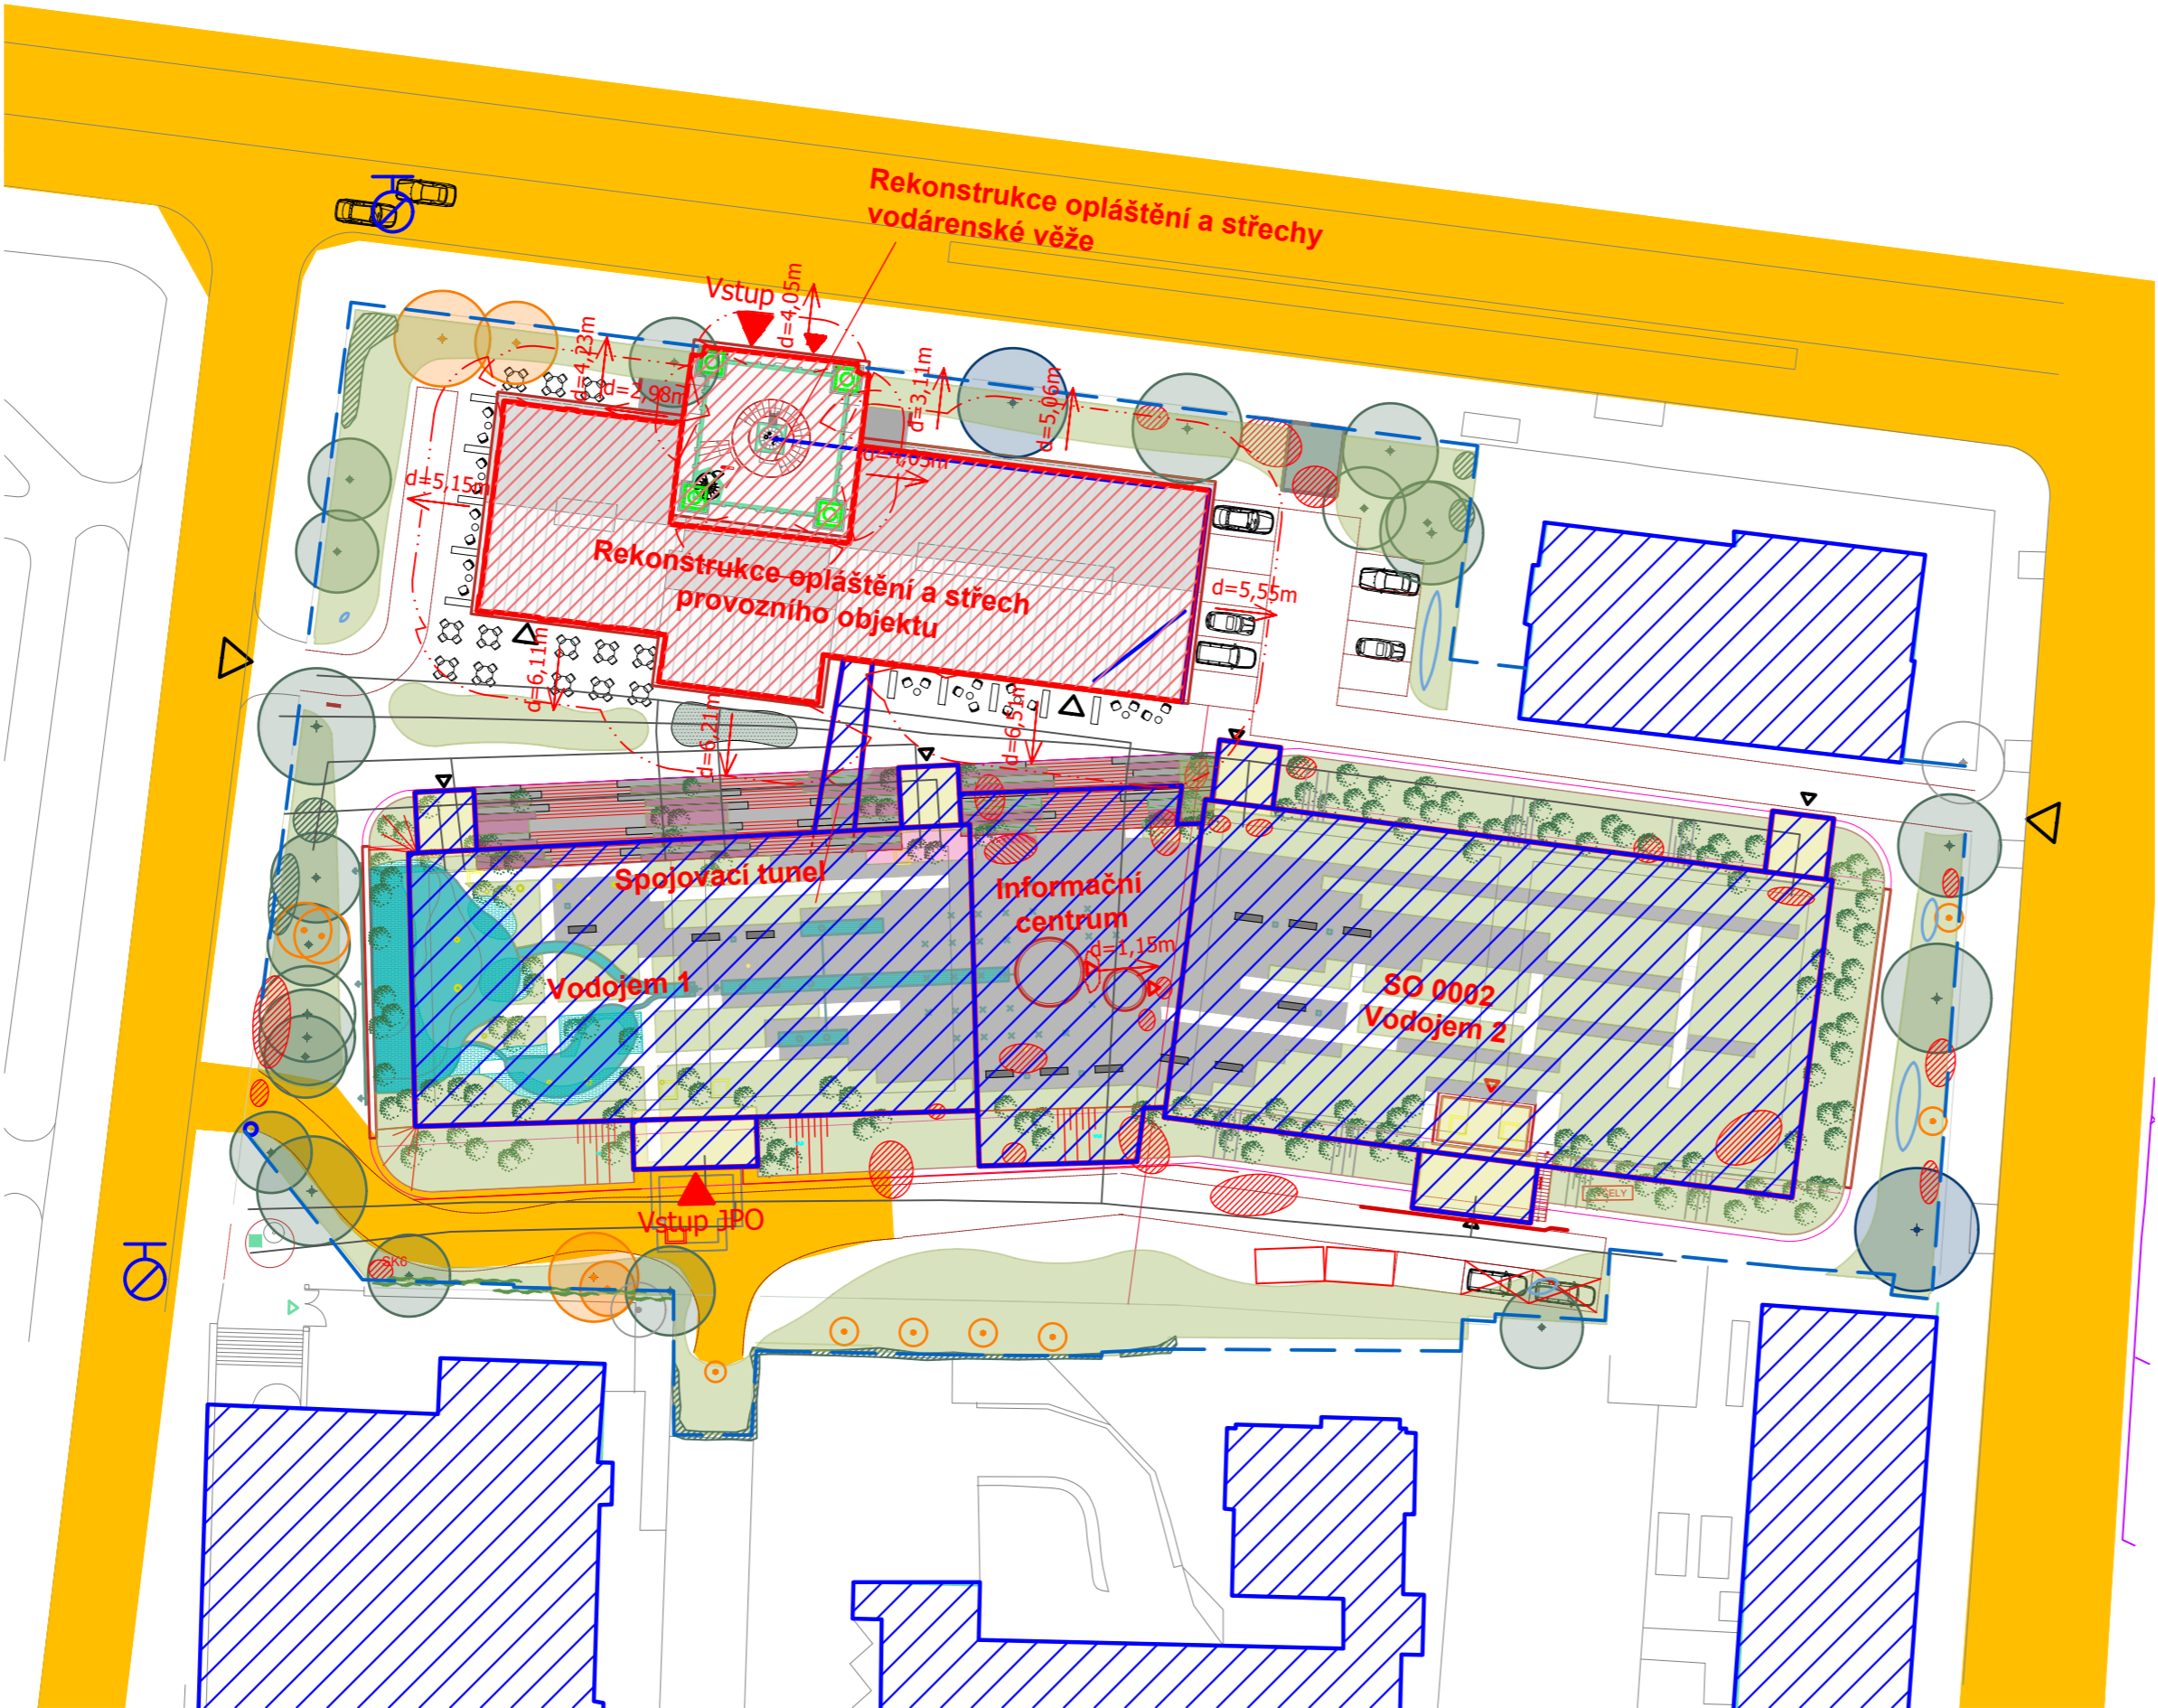 Rekonstrukce opláštění a střechy
vodárenské věže
Vstup
d=4,05m
d=4,23m
d=2,98m
d=3,11m
d=5,06m
d=5,15m
Rekonstrukce opláštění a střech
provozního objektu
d=5,55m
d=6,11m
d=6,21m
d=6,51m
Spojovací tunel
Informační
centrum
d=1,15m
Vodojem 1
SO 0002
Vodojem 2
Vstup JPO
SK6